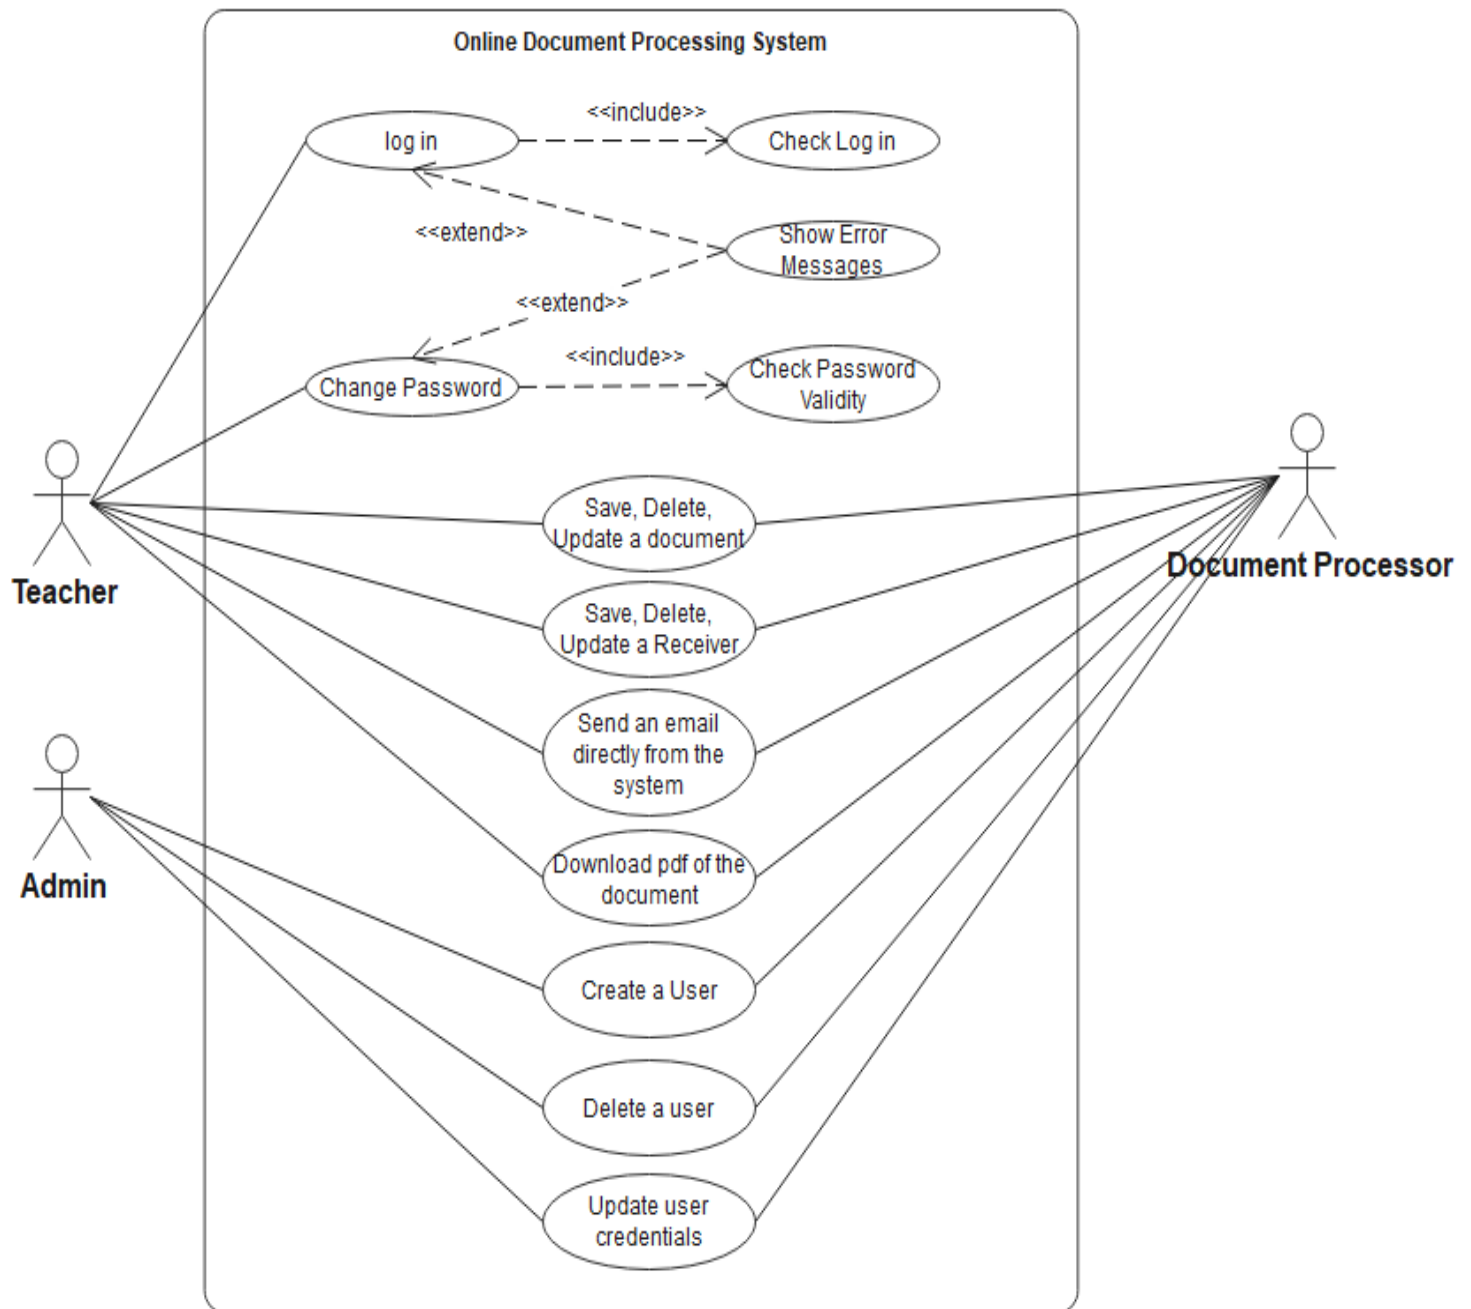 Online Document Processing System
<<include>>
log in
Check Log in
<<extend>>
Show Error
Messages
<<extend>>
<<include>>
Change Password
Check Password
Validity
Teacher
Document Processor
Save, Delete,
Update a document
Save, Delete,
Update a Receiver
Send an email
directly from the
system
Admin
Download pdf of the
document
Create a User
Delete a user
Update user
credentials